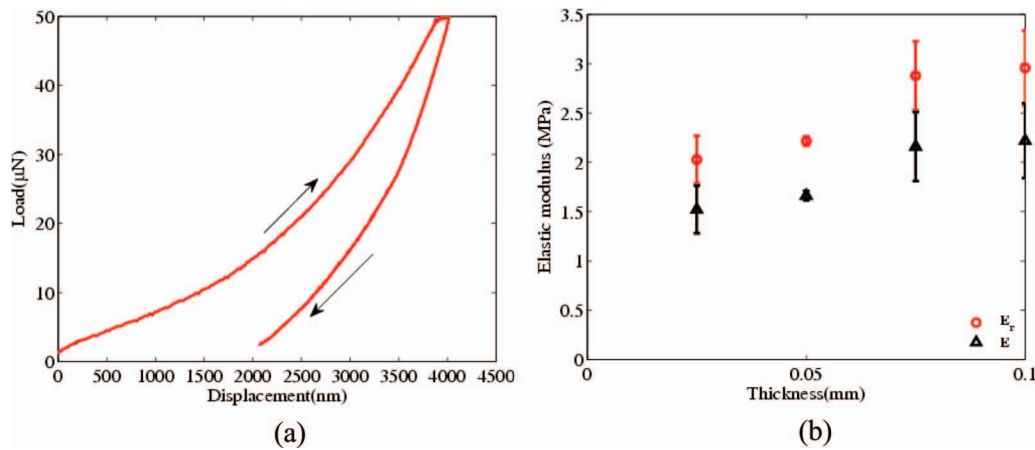 50
40
30
20
10
0
Load(μN)
0 500 1000 1500 2000 2500 3000 3500 4000 4500
Displacement(nm)
(a)
3.5
3
2.5
2
1.5
1
0.5
0
Elastic modulus (MPa)
0 0.05 0.1
Thickness(mm)
E_r
E
(b)